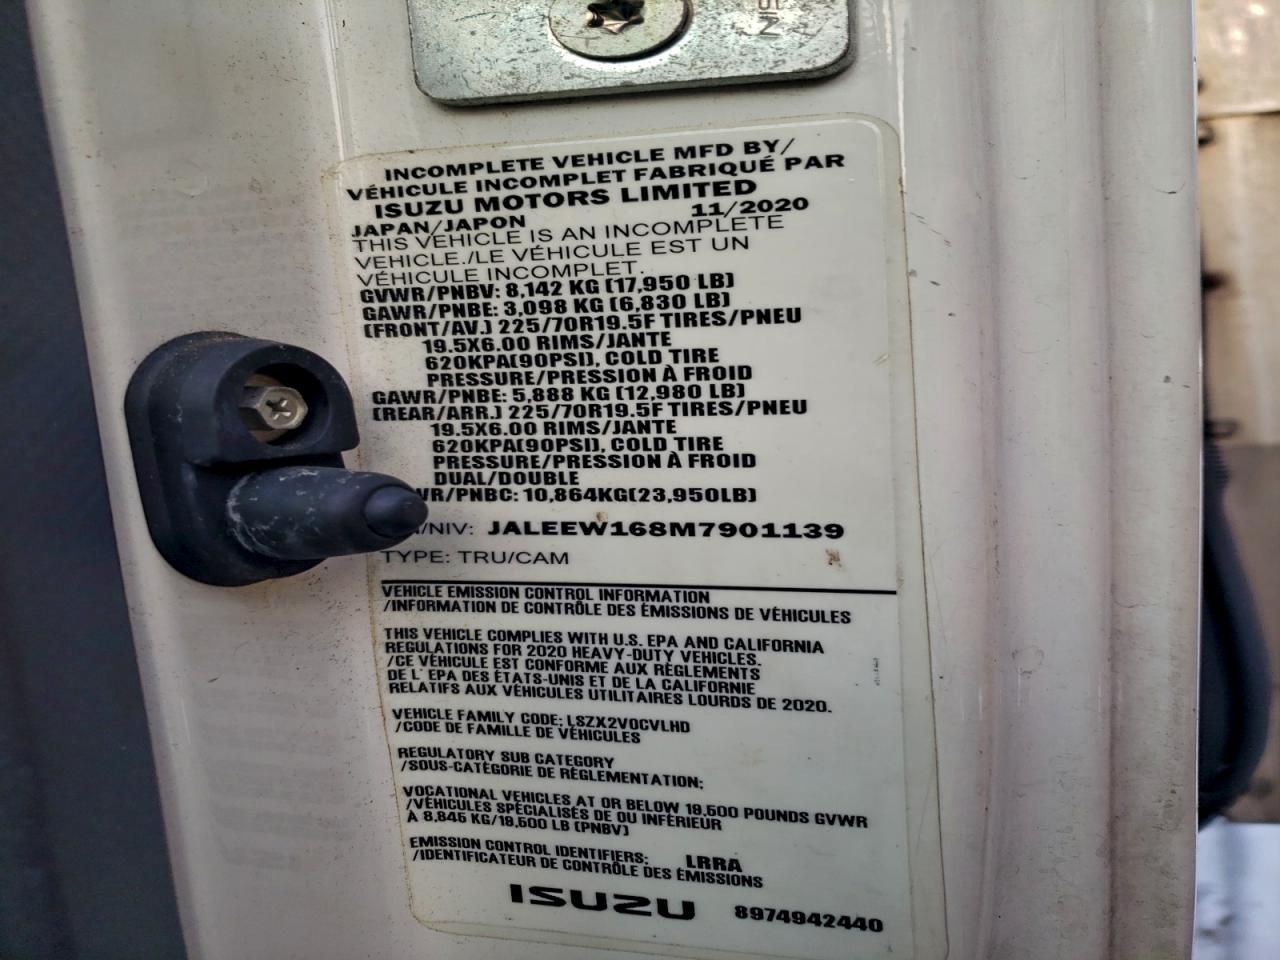 INCOMPLETE VEHICLE MFD BY/
VÉHICULE INCOMPLET FABRIQUÉ PAR
ISUZU MOTORS LIMITED
JAPAN/JAPON 11/2020
THIS VEHICLE IS AN INCOMPLETE
VEHICLE./LE VÉHICULE EST UN
VÉHICULE INCOMPLET.
GVWR/PNBV: 8,142 KG (17,950 LB)
GAWR/PNBE: 3,098 KG (6,830 LB)
(FRONT/AV.) 225/70R19.5F TIRES/PNEU
19.5X6.00 RIMS/JANTE
620KPA(90PSI), COLD TIRE
PRESSURE/PRESSION À FROID
GAWR/PNBE: 5,888 KG (12,980 LB)
(REAR/ARR.) 225/70R19.5F TIRES/PNEU
19.5X6.00 RIMS/JANTE
620KPA(90PSI), COLD TIRE
PRESSURE/PRESSION À FROID
DUAL/DOUBLE
WR/PNBC: 10,864KG(23,950LB)
/NIV: JALEEW168M7901139
TYPE: TRU/CAM
VEHICLE EMISSION CONTROL INFORMATION
/INFORMATION DE CONTRÔLE DES ÉMISSIONS DE VÉHICULES
THIS VEHICLE COMPLIES WITH U.S. EPA AND CALIFORNIA
REGULATIONS FOR 2020 HEAVY-DUTY VEHICLES.
/CE VÉHICULE EST CONFORME AUX RÈGLEMENTS
DE L'EPA DES ÉTATS-UNIS ET DE LA CALIFORNIE
RELATIFS AUX VÉHICULES UTILITAIRES LOURDS DE 2020.
VEHICLE FAMILY CODE: LSZX2VOCVLHD
/CODE DE FAMILLE DE VÉHICULES
REGULATORY SUB CATEGORY
/SOUS-CATÉGORIE DE RÉGLEMENTATION:
VOCATIONAL VEHICLES AT OR BELOW 19,500 POUNDS GVWR
/VÉHICULES SPÉCIALISÉS DE OU INFÉRIEUR
À 8,845 KG/19,500 LB (PNBV)
EMISSION CONTROL IDENTIFIERS: LRRA
/IDENTIFICATEUR DE CONTRÔLE DES ÉMISSIONS
ISUZU 8974942440